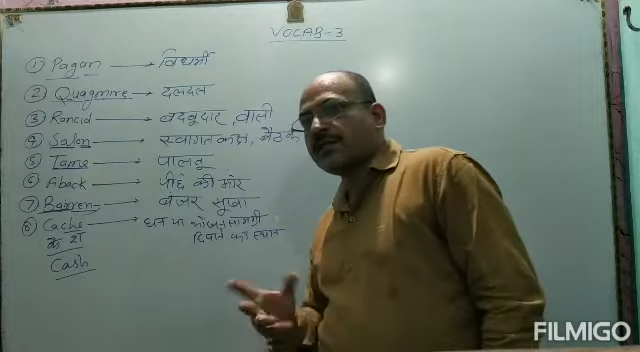 VOCAB-3
① Pagan → विधर्मी
② Quagmire → दलदल
③ Rancid → बदबूदार, वाली
④ Salon → स्वागतकक्ष, बैठक
⑤ Tame → पालतू
⑥ Aback → पीछे की ओर
⑦ Barren → बंजर सूखा
⑧ Cache → धन या भोजन सामग्री
छिपाने का स्थान
कैश
Cash
FILMIGO